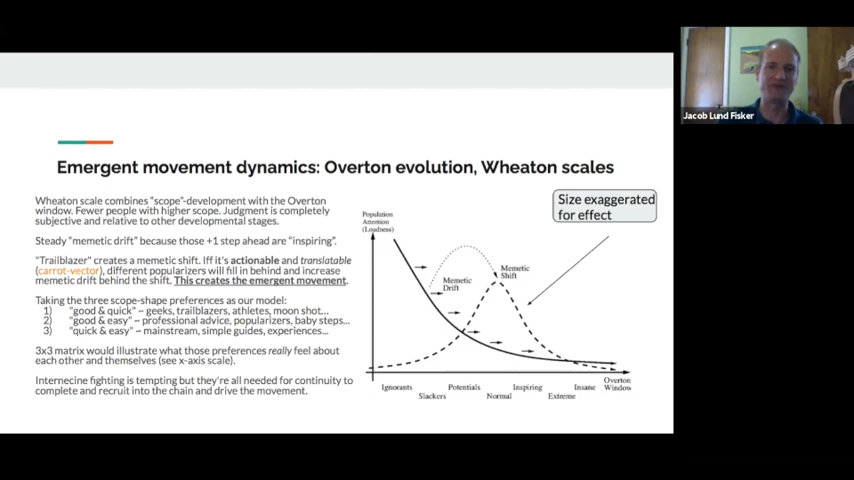 Jacob Lund Fisker
Emergent movement dynamics: Overton evolution, Wheaton scales
Wheaton scale combines "scope"-development with the Overton
window. Fewer people with higher scope. Judgment is completely
subjective and relative to other developmental stages.
Steady "memetic drift" because those +1 step ahead are "inspiring".
"Trailblazer" creates a memetic shift. Iff it's actionable and translatable
(carrot-vector), different popularizers will fill in behind and increase
memetic drift behind the shift. This creates the emergent movement.
Taking the three scope-shape preferences as our model:
1) "good & quick" ~ geeks, trailblazers, athletes, moon shot...
2) "good & easy" ~ professional advice, popularizers, baby steps...
3) "quick & easy" ~ mainstream, simple guides, experiences...
3x3 matrix would illustrate what those preferences really feel about
each other and themselves (see x-axis scale).
Internecine fighting is tempting but they're all needed for continuity to
complete and recruit into the chain and drive the movement.
Size exaggerated
for effect
Population
Attention
(Loudness)
Memetic
Shift
Memetic
Drift
Ignorants
Slackers
Potentials
Normal
Inspiring
Extreme
Insane
Overton
Window